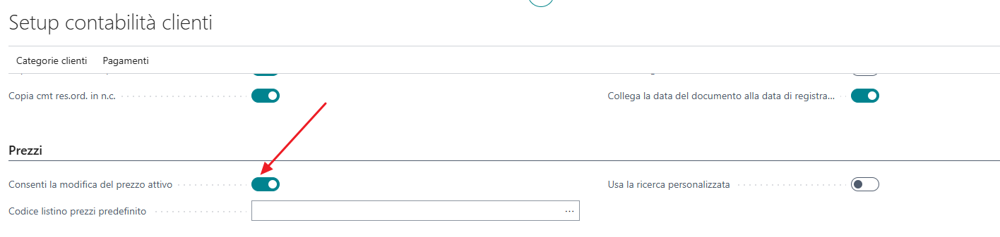 Setup contabilità clienti
Categorie clienti Pagamenti
Copia cmt res.ord. in n.c. Collega la data del documento alla data di registra...
Prezzi
Consenti la modifica del prezzo attivo Usa la ricerca personalizzata
Codice listino prezzi predefinito ...